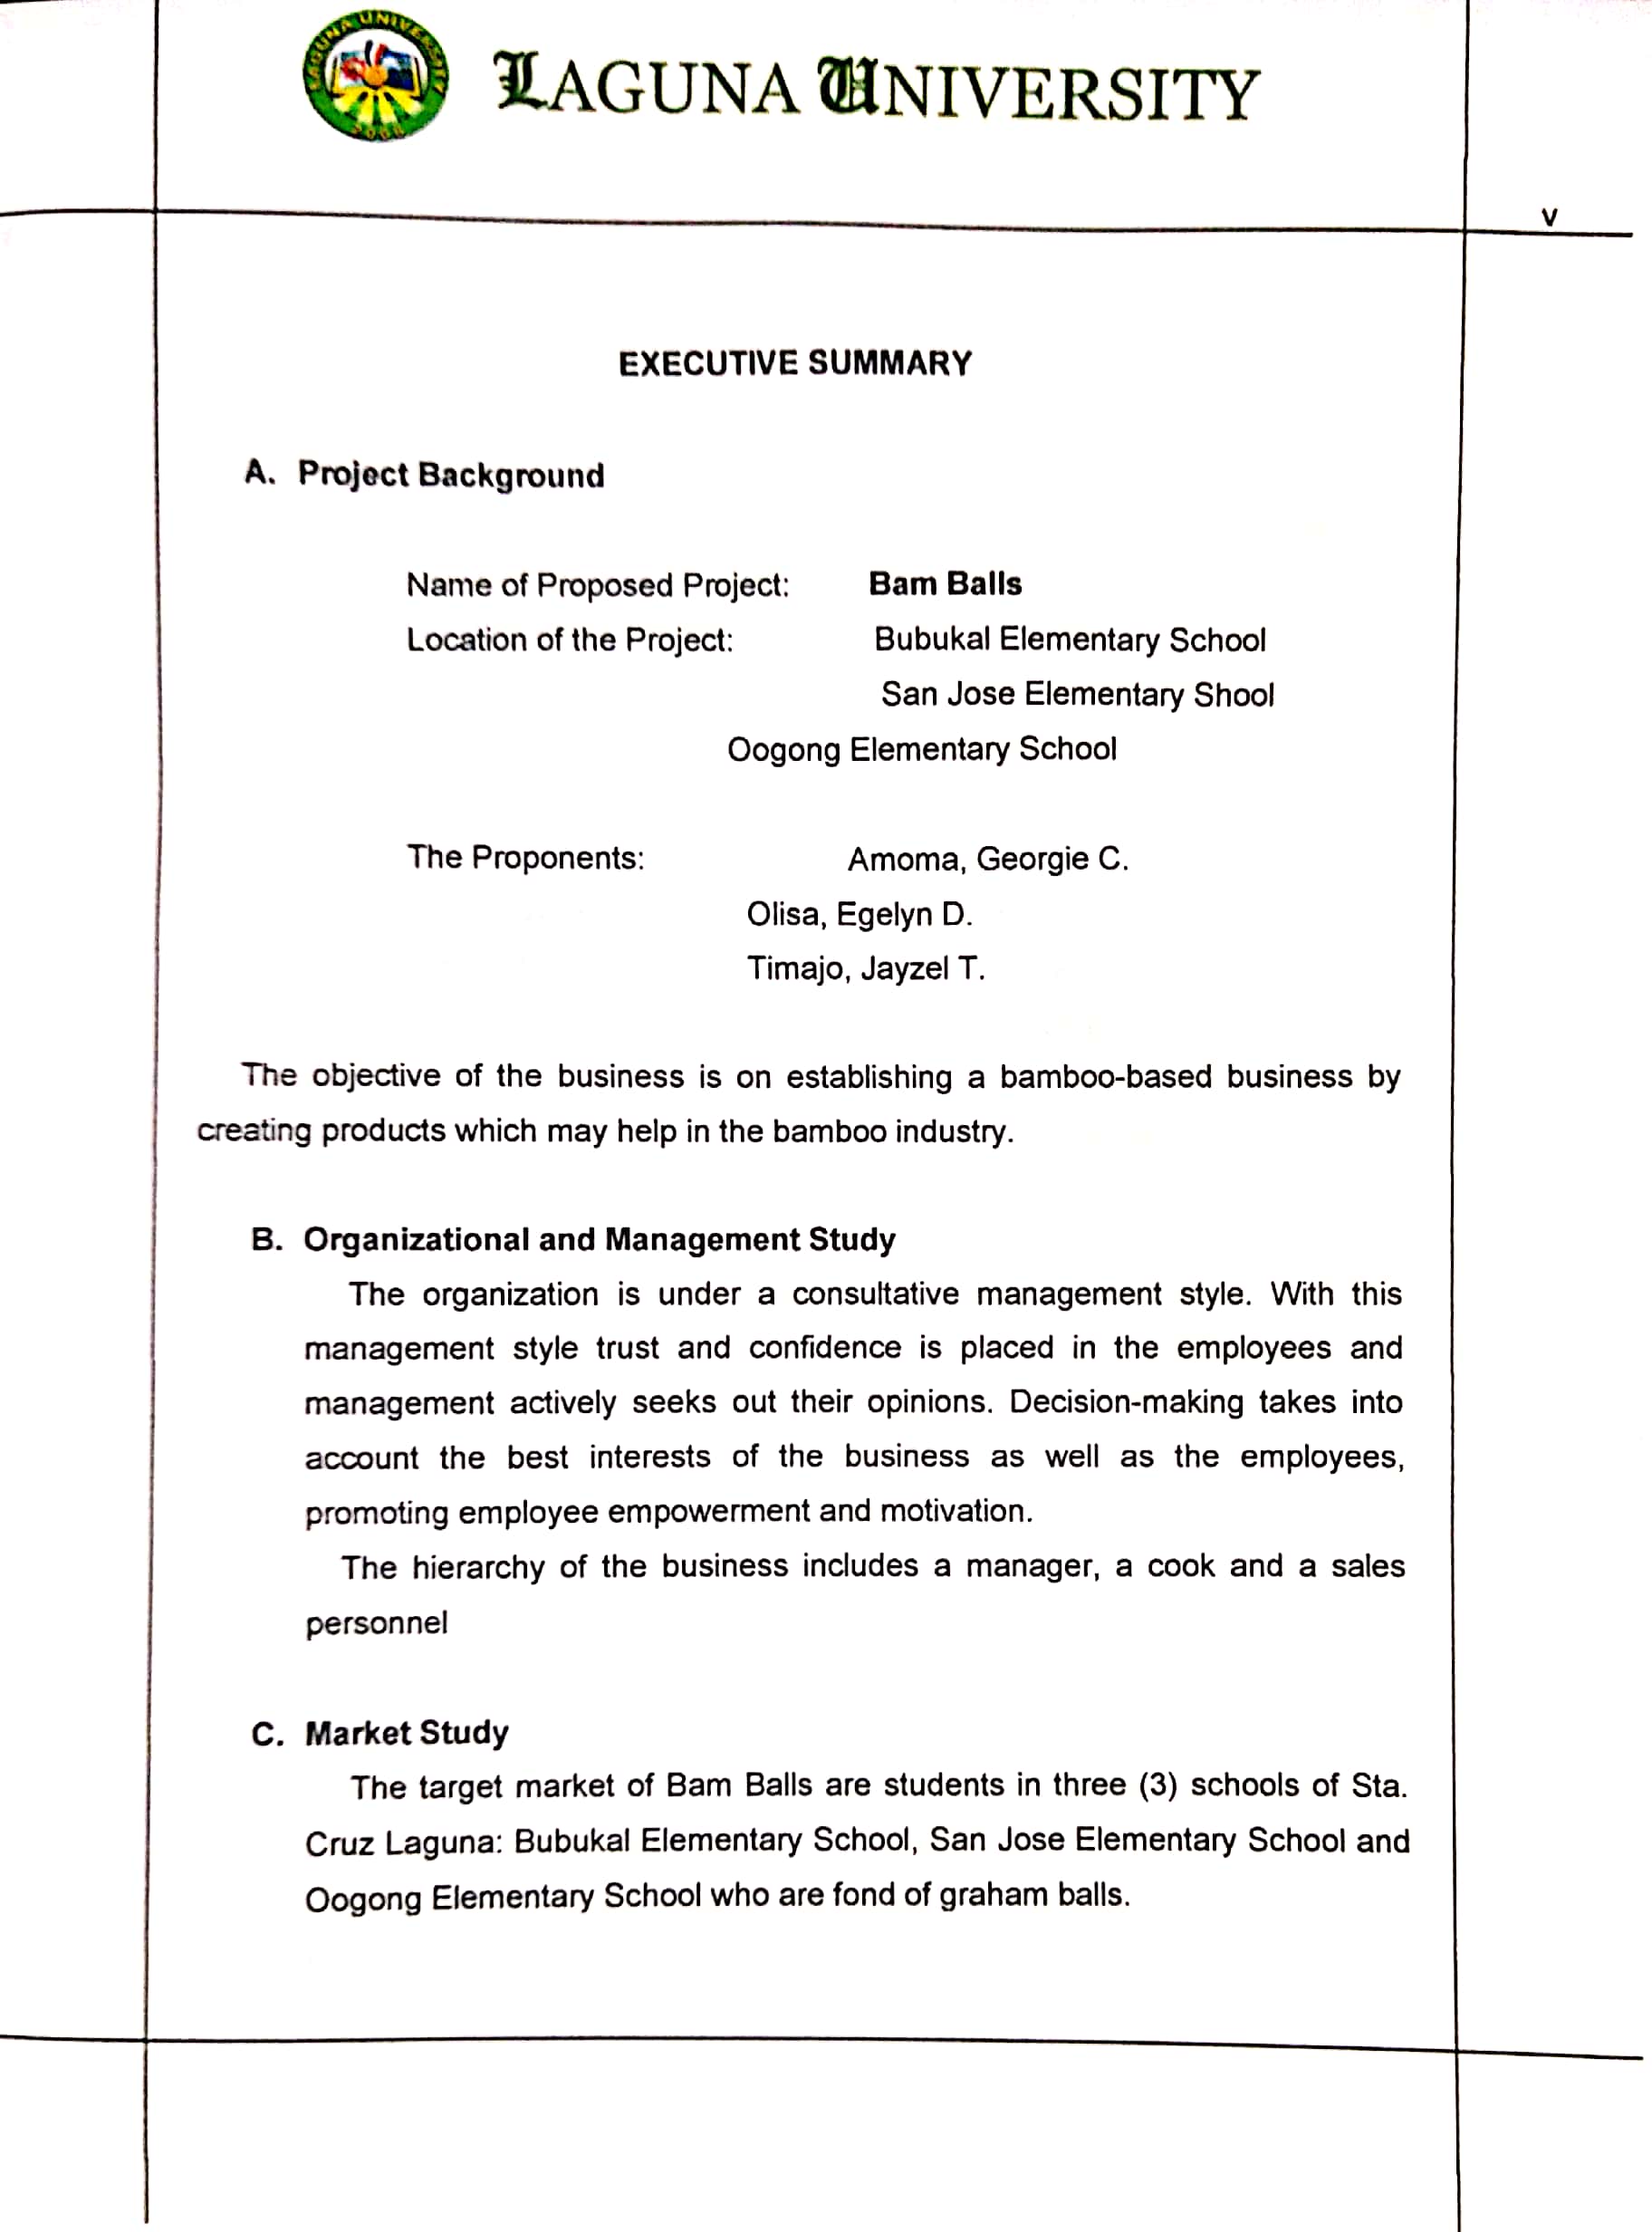 LAGUNA UNIVERSITY
2006
LAGUNA UNIVERSITY
v
EXECUTIVE SUMMARY
A. Project Background
Name of Proposed Project: Bam Balls
Location of the Project: Bubukal Elementary School
San Jose Elementary Shool
Oogong Elementary School
The Proponents: Amoma, Georgie C.
Olisa, Egelyn D.
Timajo, Jayzel T.
The objective of the business is on establishing a bamboo-based business by
creating products which may help in the bamboo industry.
B. Organizational and Management Study
The organization is under a consultative management style. With this
management style trust and confidence is placed in the employees and
management actively seeks out their opinions. Decision-making takes into
account the best interests of the business as well as the employees,
promoting employee empowerment and motivation.
The hierarchy of the business includes a manager, a cook and a sales
personnel
C. Market Study
The target market of Bam Balls are students in three (3) schools of Sta.
Cruz Laguna: Bubukal Elementary School, San Jose Elementary School and
Oogong Elementary School who are fond of graham balls.